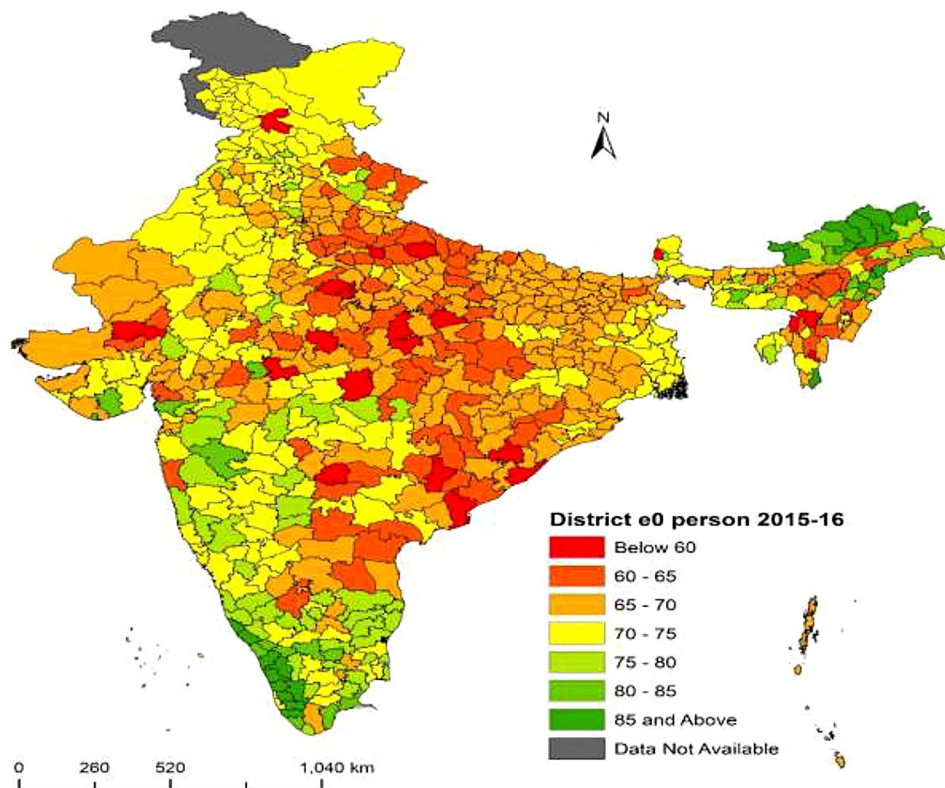 N
District e0 person 2015-16
Below 60
60 - 65
65 - 70
70 - 75
75 - 80
80 - 85
85 and Above
Data Not Available
0 260 520 1,040 km